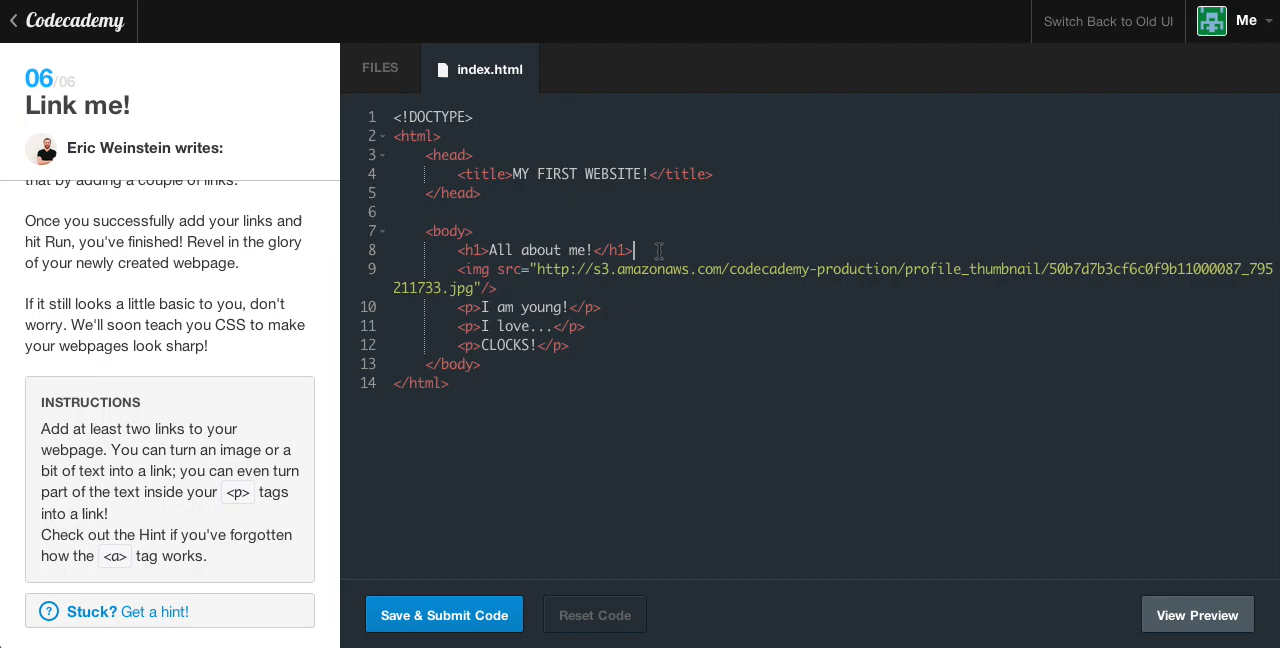 Codecademy
Switch Back to Old UI
Me
06/06
Link me!
Eric Weinstein writes:
that by adding a couple of links.
Once you successfully add your links and
hit Run, you've finished! Revel in the glory
of your newly created webpage.
If it still looks a little basic to you, don't
worry. We'll soon teach you CSS to make
your webpages look sharp!
INSTRUCTIONS
Add at least two links to your
webpage. You can turn an image or a
bit of text into a link; you can even turn
part of the text inside your <p> tags
into a link!
Check out the Hint if you've forgotten
how the <a> tag works.
? Stuck? Get a hint!
FILES
index.html
1 <!DOCTYPE>
2 <html>
3 <head>
4 <title>MY FIRST WEBSITE!</title>
5 </head>
6
7 <body>
8 <h1>All about me!</h1>
9 <img src="http://s3.amazonaws.com/codecademy-production/profile_thumbnail/50b7d7b3cf6c0f9b11000087_795
211733.jpg"/>
10 <p>I am young!</p>
11 <p>I love...</p>
12 <p>CLOCKS!</p>
13 </body>
14 </html>
Save & Submit Code
Reset Code
View Preview